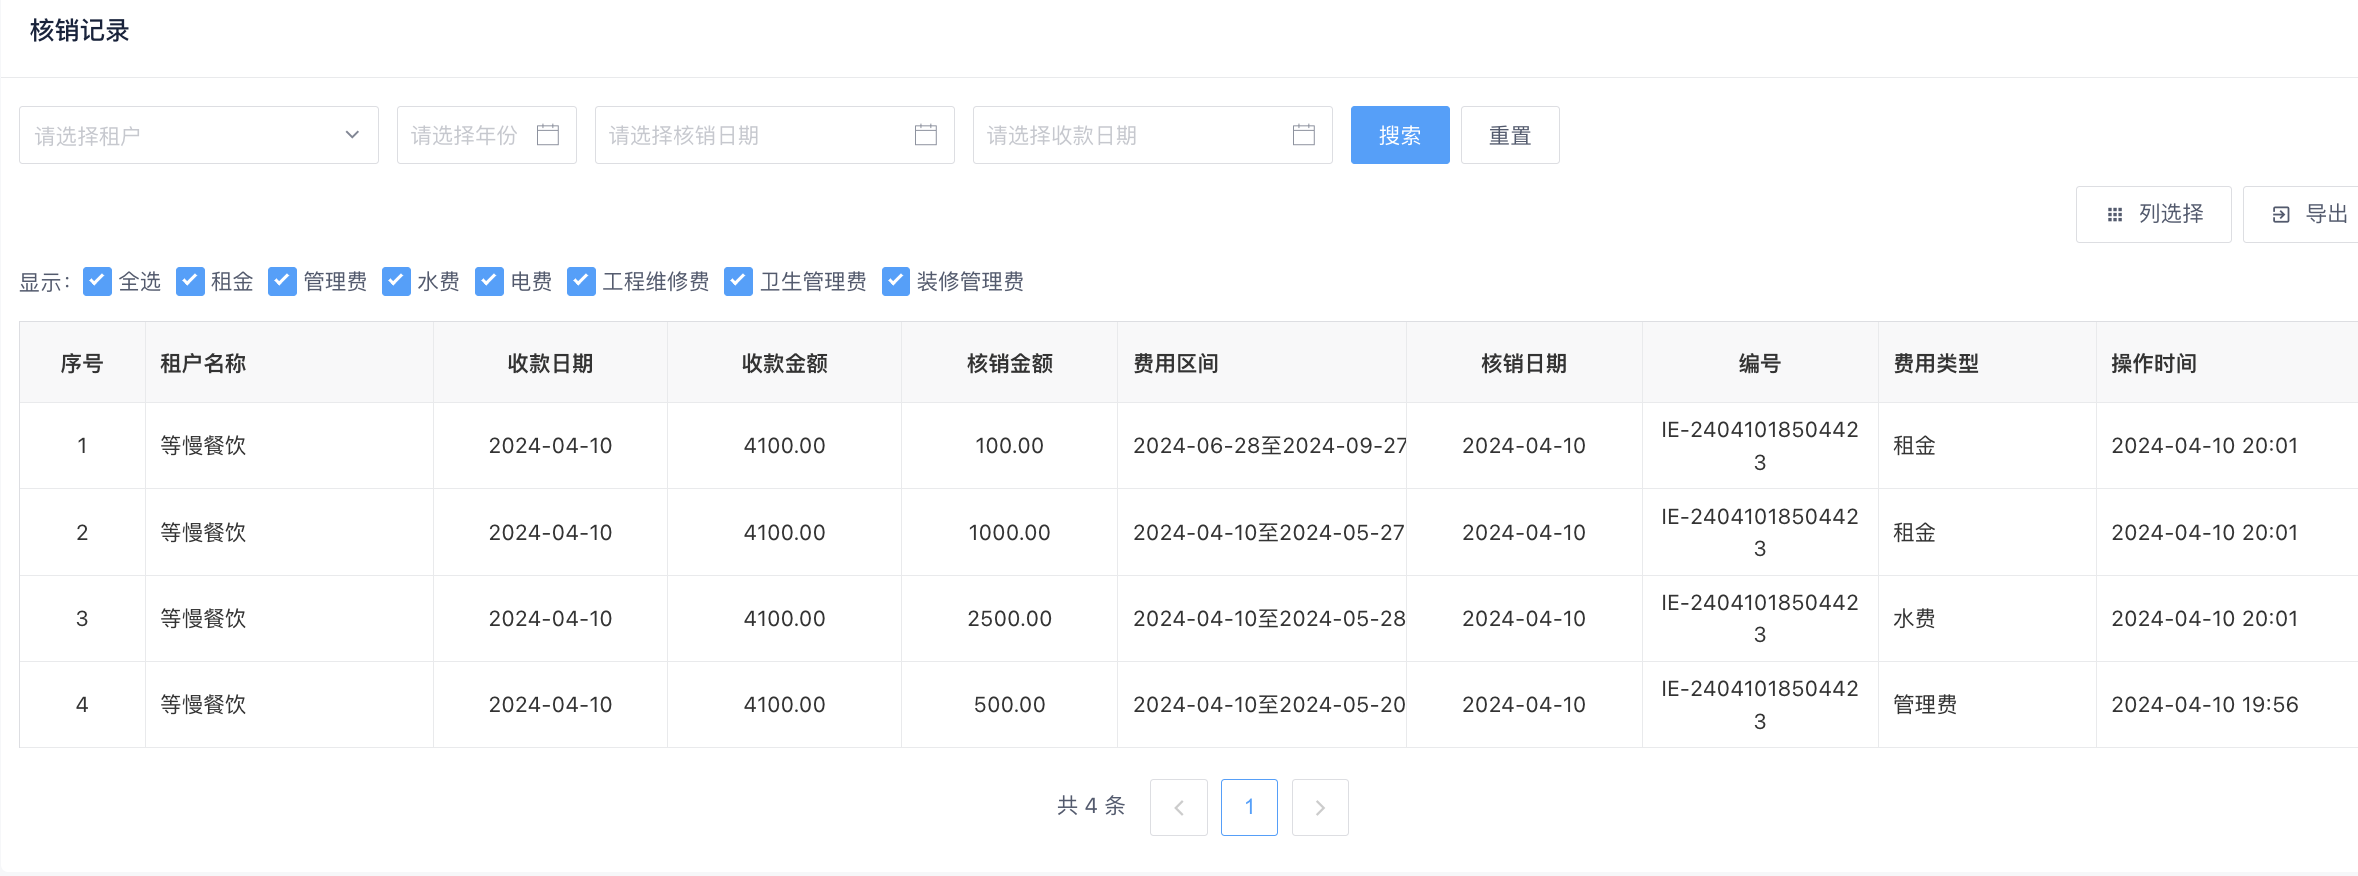 核销记录
请选择租户 请选择年份 请选择核销日期 请选择收款日期 搜索 重置
列选择 导出
显示: 全选 租金 管理费 水费 电费 工程维修费 卫生管理费 装修管理费
序号 租户名称 收款日期 收款金额 核销金额 费用区间 核销日期 编号 费用类型 操作时间
1 等慢餐饮 2024-04-10 4100.00 100.00 2024-06-28至2024-09-27 2024-04-10 IE-2404101850442 租金 2024-04-10 20:01
3
2 等慢餐饮 2024-04-10 4100.00 1000.00 2024-04-10至2024-05-27 2024-04-10 IE-2404101850442 租金 2024-04-10 20:01
3
3 等慢餐饮 2024-04-10 4100.00 2500.00 2024-04-10至2024-05-28 2024-04-10 IE-2404101850442 水费 2024-04-10 20:01
3
4 等慢餐饮 2024-04-10 4100.00 500.00 2024-04-10至2024-05-20 2024-04-10 IE-2404101850442 管理费 2024-04-10 19:56
3
共 4 条 1